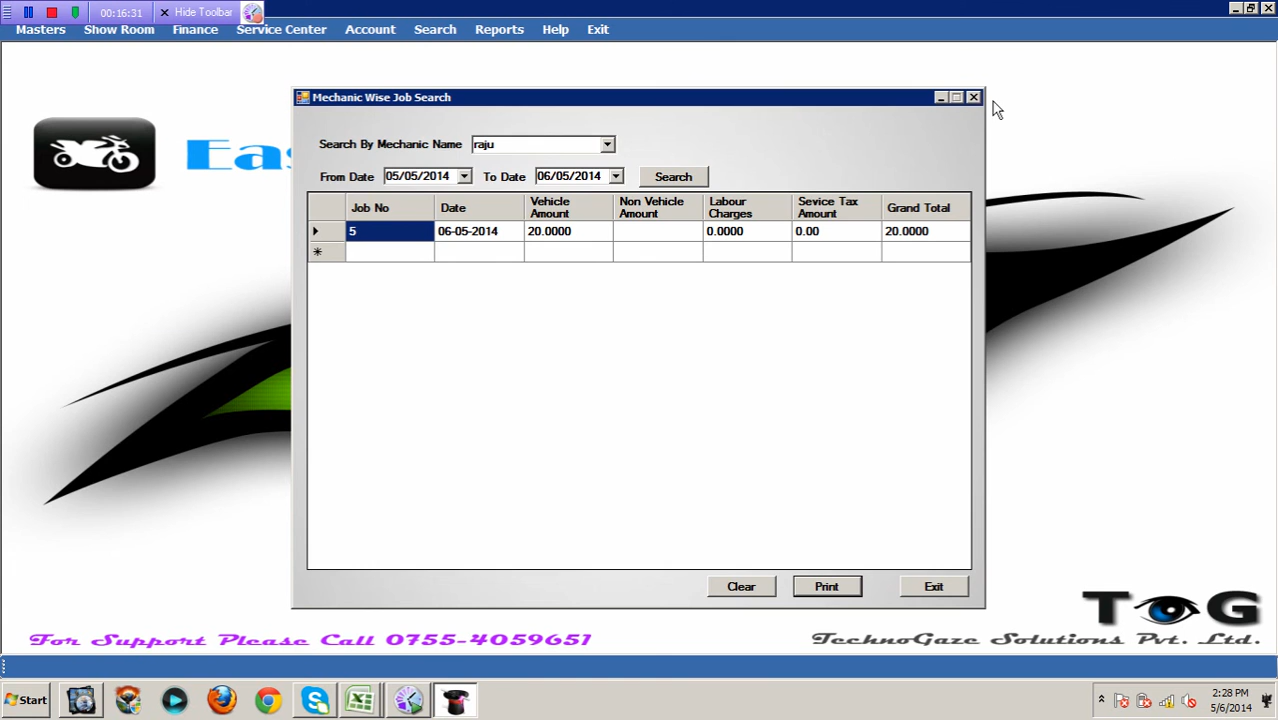 00:16:31 Hide Toolbar
Masters Show Room Finance Service Center Account Search Reports Help Exit
Mechanic Wise Job Search
Search By Mechanic Name raju
From Date 05/05/2014 To Date 06/05/2014 Search
Job No Date Vehicle Amount Non Vehicle Amount Labour Charges Sevice Tax Amount Grand Total
5 06-05-2014 20.0000 0.0000 0.00 20.0000
Clear Print Exit
T G
For Support Please Call 0755-4059651 TechnoGaze Solutions Pvt. Ltd.
Start 2:28 PM
5/6/2014